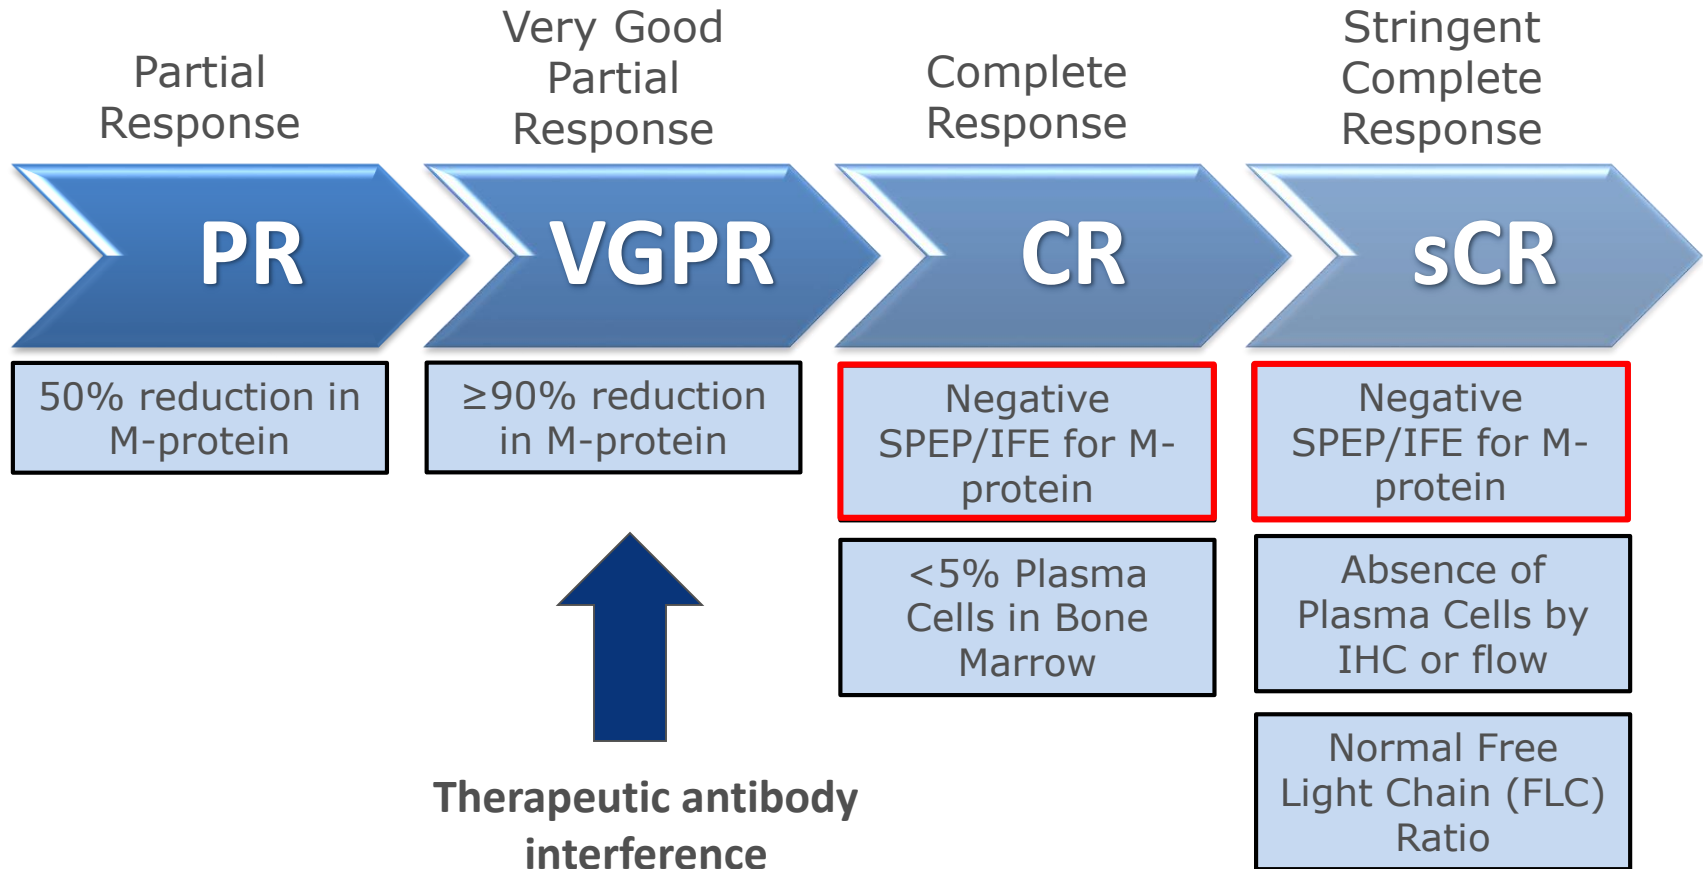 Partial
Response
Very Good
Partial
Response
Complete
Response
Stringent
Complete
Response
PR
VGPR
CR
sCR
50% reduction in
M-protein
≥90% reduction
in M-protein
Negative
SPEP/IFE for M-
protein
Negative
SPEP/IFE for M-
protein
<5% Plasma
Cells in Bone
Marrow
Absence of
Plasma Cells by
IHC or flow
Normal Free
Light Chain (FLC)
Ratio
Therapeutic antibody
interference